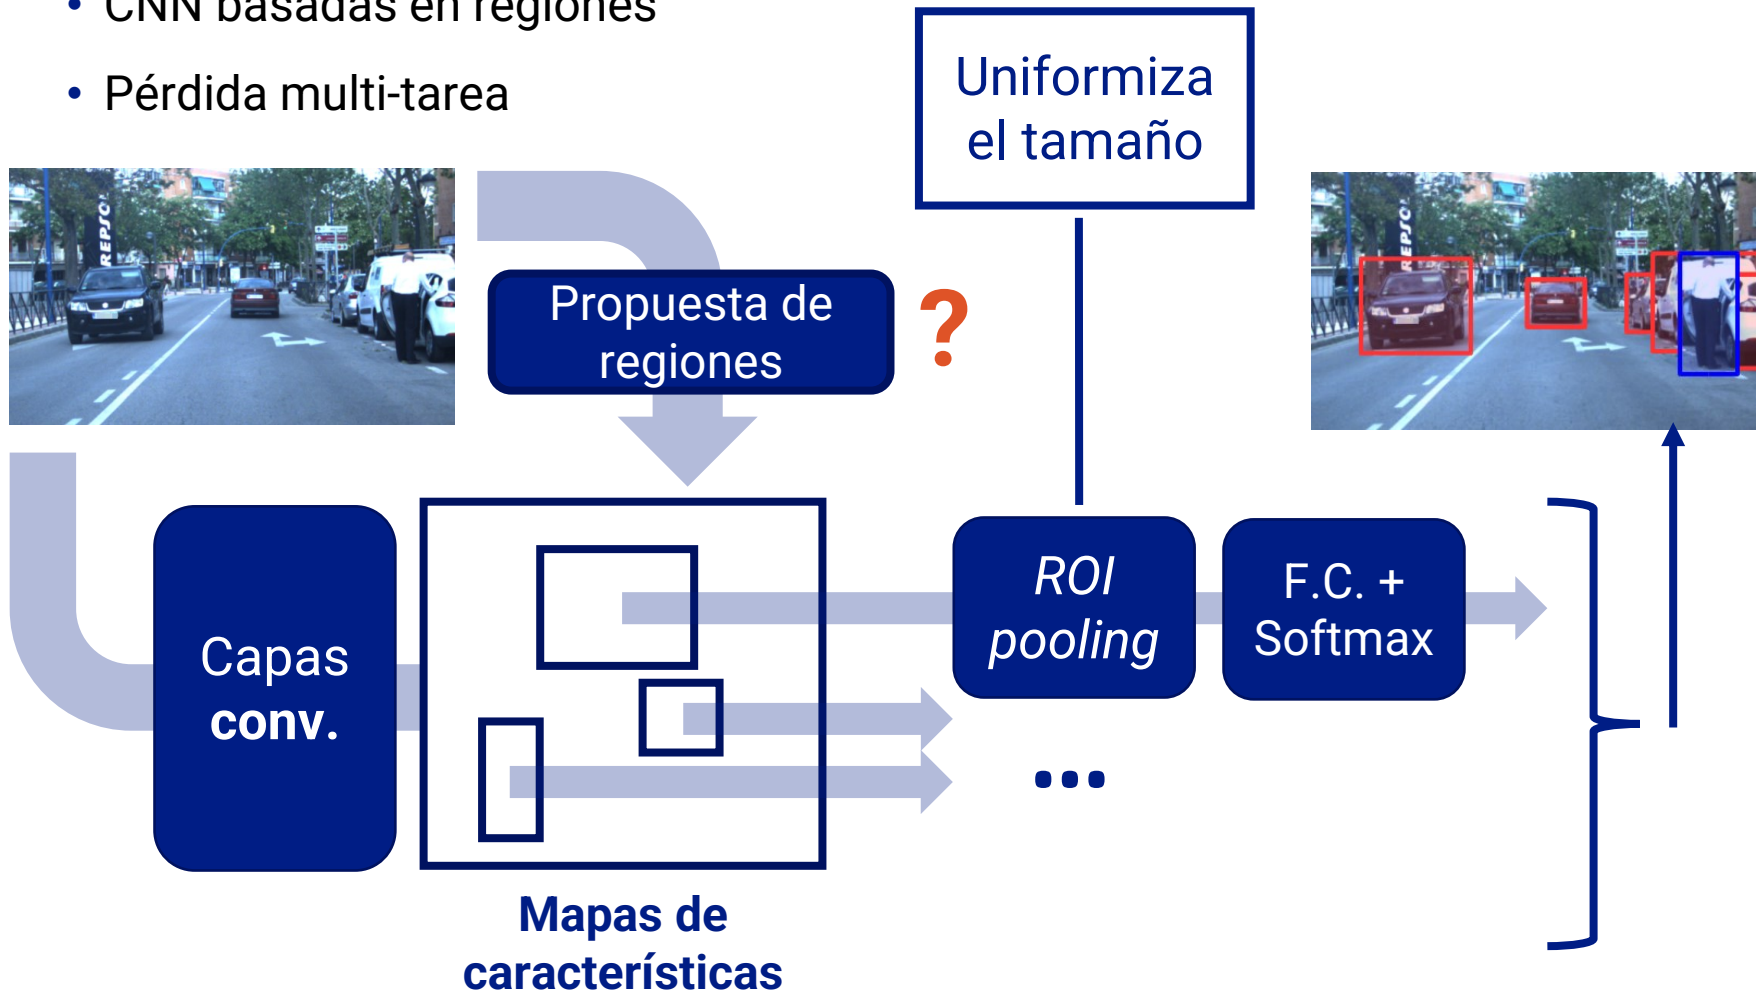 • CNN basadas en regiones
• Pérdida multi-tarea
Uniformiza
el tamaño
REPSOL
Propuesta de
regiones
?
Capas
conv.
ROI
pooling
F.C. +
Softmax
...
Mapas de
características